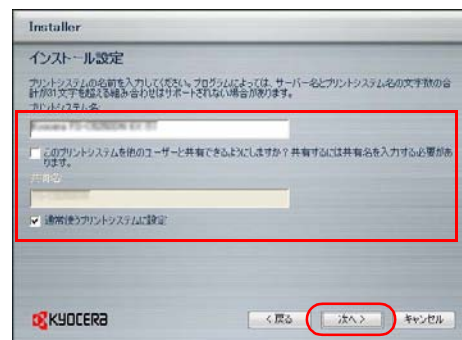 Installer
インストール設定
プリントシステムの名前を入力してください。プログラムによっては、サーバー名とプリントシステム名の文字数の合
計が31文字を超える組み合わせはサポートされない場合があります。
プリントシステム名
このプリントシステムを他のユーザーと共有できるようにしますか？共有するには共有名を入力する必要があ
ります。
共有名
通常使うプリントシステムに設定
KYOCERA
< 戻る
次へ >
キャンセル